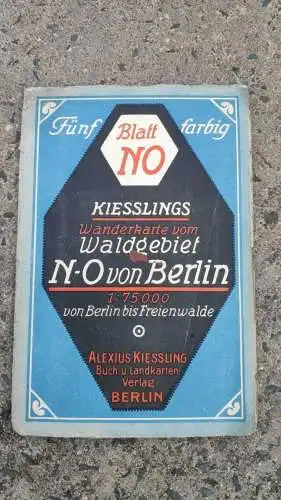 Fünf farbig
Blatt
NO
KIESSLINGS
Wanderkarte vom
Waldgebiet
N-O von Berlin
1:75000
von Berlin bis Freienwalde
ALEXIUS KIESSLING
Buch u. Landkarten
Verlag
BERLIN